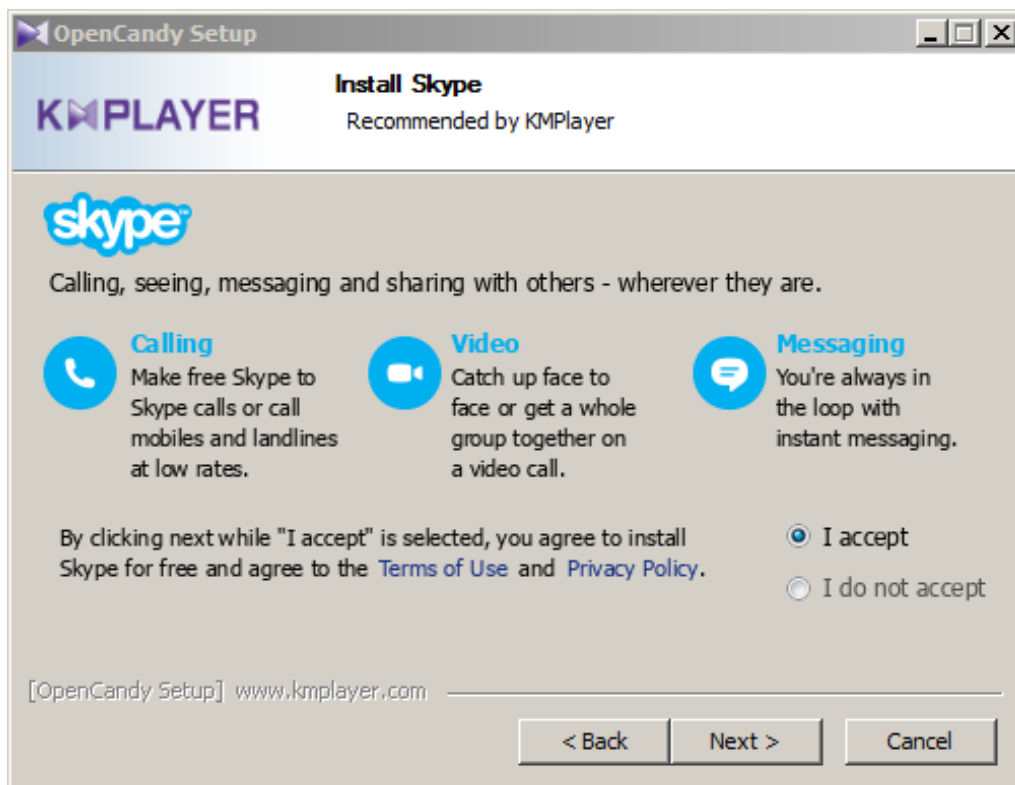 OpenCandy Setup
KMPLAYER
Install Skype
Recommended by KMPlayer
skype™
Calling, seeing, messaging and sharing with others - wherever they are.
Calling
Make free Skype to
Skype calls or call
mobiles and landlines
at low rates.
Video
Catch up face to
face or get a whole
group together on
a video call.
Messaging
You're always in
the loop with
instant messaging.
By clicking next while "I accept" is selected, you agree to install
Skype for free and agree to the Terms of Use and Privacy Policy.
I accept
I do not accept
[OpenCandy Setup] www.kmplayer.com
< Back
Next >
Cancel